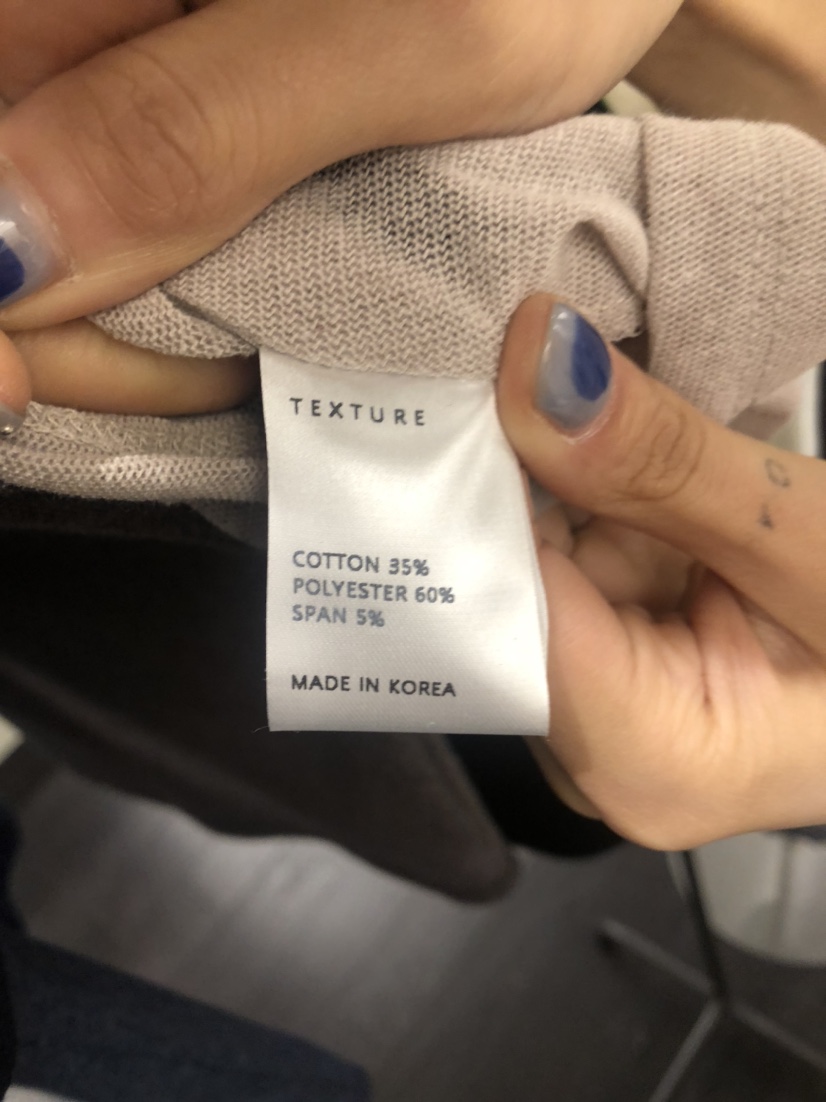 TEXTURE
COTTON 35%
POLYESTER 60%
SPAN 5%
MADE IN KOREA